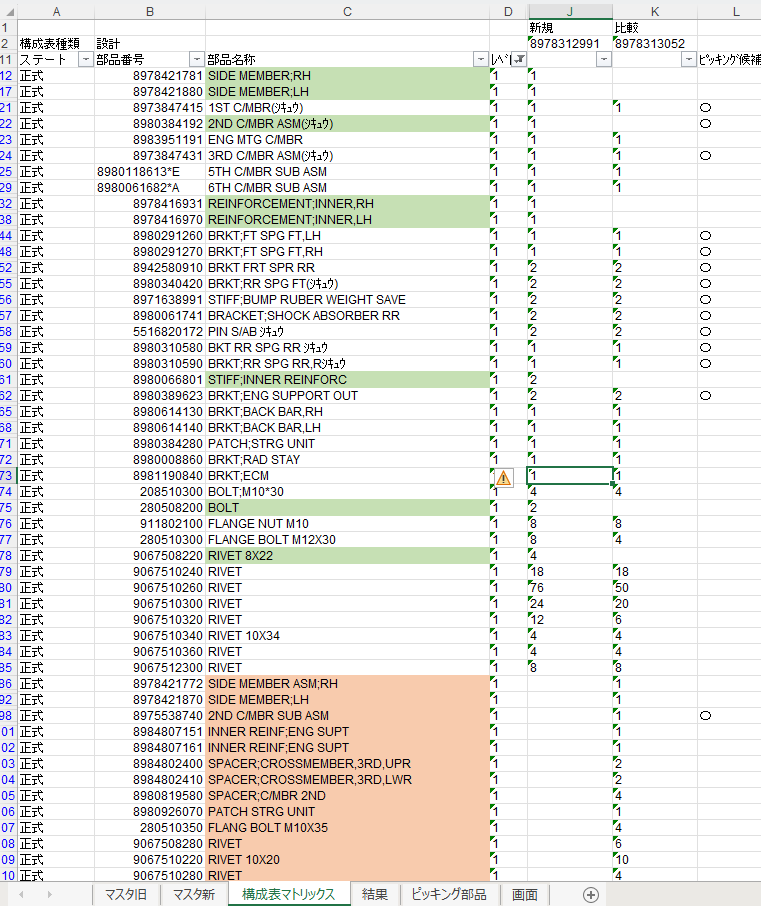 A B C D J K L
1 新規 比較
2 構成表種類 設計 8978312991 8978313052
11 ステート 部品番号 部品名称 ﾚﾍﾞﾙ ﾋﾟｯｷﾝｸﾞ候補
12 正式 8978421781 SIDE MEMBER;RH 1 1
17 正式 8978421880 SIDE MEMBER;LH 1 1
21 正式 8973847415 1ST C/MBR(ｼｷｭｳ) 1 1 1 〇
22 正式 8980384192 2ND C/MBR ASM(ｼｷｭｳ) 1 1 〇
23 正式 8983951191 ENG MTG C/MBR 1 1 1
24 正式 8973847431 3RD C/MBR ASM(ｼｷｭｳ) 1 1 1 〇
25 正式 8980118613*E 5TH C/MBR SUB ASM 1 1 1
29 正式 8980061682*A 6TH C/MBR SUB ASM 1 1 1
32 正式 8978416931 REINFORCEMENT;INNER,RH 1 1
38 正式 8978416970 REINFORCEMENT;INNER,LH 1 1
44 正式 8980291260 BRKT;FT SPG FT,LH 1 1 1 〇
48 正式 8980291270 BRKT;FT SPG FT,RH 1 1 1 〇
52 正式 8942580910 BRKT FRT SPR RR 1 2 2 〇
55 正式 8980340420 BRKT;RR SPG FT(ｼｷｭｳ) 1 2 2 〇
56 正式 8971638991 STIFF;BUMP RUBER WEIGHT SAVE 1 2 2 〇
57 正式 8980061741 BRACKET;SHOCK ABSORBER RR 1 2 2 〇
58 正式 5516820172 PIN S/AB ｼｷｭｳ 1 2 2 〇
59 正式 8980310580 BKT RR SPG RR ｼｷｭｳ 1 1 1 〇
60 正式 8980310590 BRKT;RR SPG RR,Rｼｷｭｳ 1 1 1 〇
61 正式 8980066801 STIFF;INNER REINFORC 1 2
62 正式 8980389623 BRKT;ENG SUPPORT OUT 1 2 2 〇
65 正式 8980614130 BRKT;BACK BAR,RH 1 1 1
68 正式 8980614140 BRKT;BACK BAR,LH 1 1 1
71 正式 8980384280 PATCH;STRG UNIT 1 1 1
72 正式 8980008860 BRKT;RAD STAY 1 1 1
73 正式 8981190840 BRKT;ECM 1 1
74 正式 208510300 BOLT;M10*30 1 4 4
75 正式 280508200 BOLT 1 2
76 正式 911802100 FLANGE NUT M10 1 8 8
77 正式 280510300 FLANGE BOLT M12X30 1 8 4
78 正式 9067508220 RIVET 8X22 1 4
79 正式 9067510240 RIVET 1 18 18
80 正式 9067510260 RIVET 1 76 50
81 正式 9067510300 RIVET 1 24 20
82 正式 9067510320 RIVET 1 12 6
83 正式 9067510340 RIVET 10X34 1 4 4
84 正式 9067510360 RIVET 1 4 4
85 正式 9067512300 RIVET 1 8 8
86 正式 8978421772 SIDE MEMBER ASM;RH 1 1
92 正式 8978421870 SIDE MEMBER;LH 1 1
98 正式 8975538740 2ND C/MBR SUB ASM 1 1 〇
01 正式 8984807151 INNER REINF;ENG SUPT 1 1
02 正式 8984807161 INNER REINF;ENG SUPT 1 1
03 正式 8984802400 SPACER;CROSSMEMBER,3RD,UPR 1 2
04 正式 8984802410 SPACER;CROSSMEMBER,3RD,LWR 1 2
05 正式 8980819580 SPACER;C/MBR 2ND 1 4
06 正式 8980926070 PATCH STRG UNIT 1 1
07 正式 280510350 FLANG BOLT M10X35 1 4
08 正式 9067508280 RIVET 1 6
09 正式 9067510220 RIVET 10X20 1 10
10 正式 9067510280 RIVET 1 4
マスタ旧 マスタ新 構成表マトリックス 結果 ピッキング部品 画面